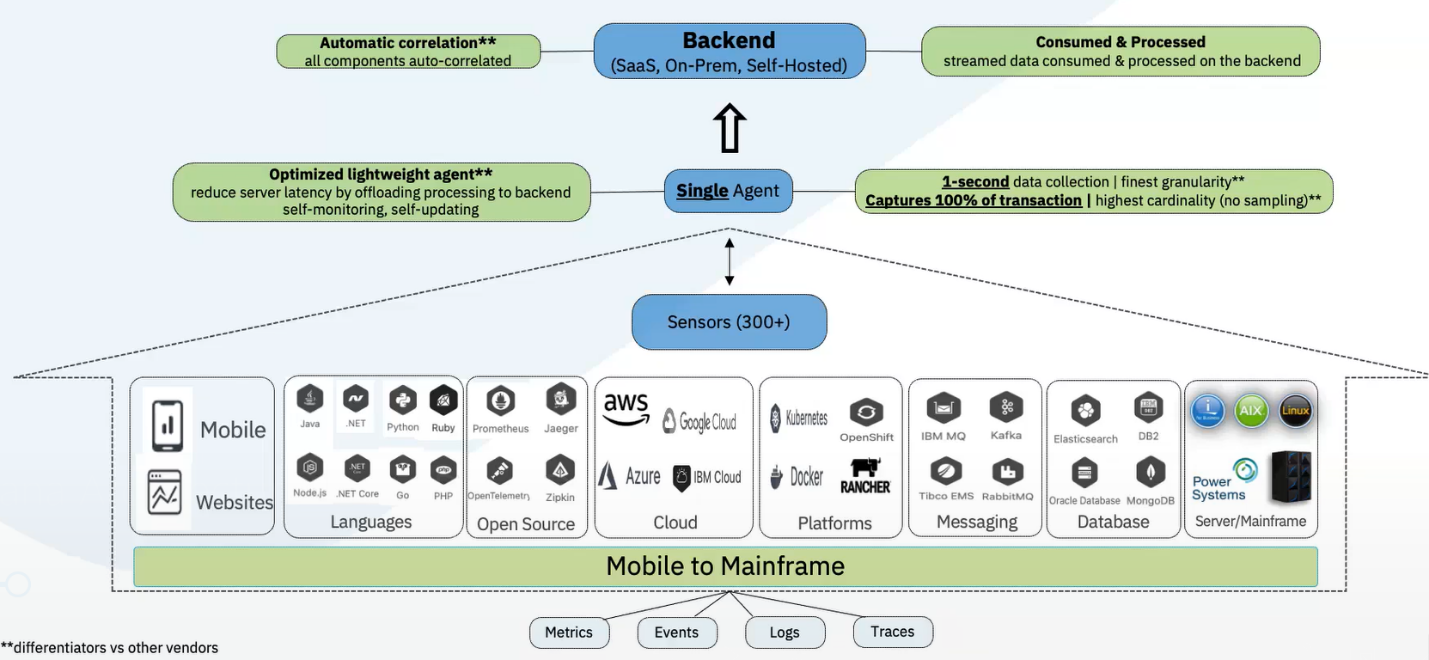 Automatic correlation**
all components auto-correlated
Backend
(SaaS, On-Prem, Self-Hosted)
Consumed & Processed
streamed data consumed & processed on the backend
Optimized lightweight agent**
reduce server latency by offloading processing to backend
self-monitoring, self-updating
Single Agent
1-second data collection | finest granularity**
Captures 100% of transaction | highest cardinality (no sampling)**
Sensors (300+)
Mobile
Websites
Java
.NET
Python
Ruby
Node.js
.NET Core
Go
PHP
Languages
Prometheus
Jaeger
OpenTelemetry
Zipkin
Open Source
aws
Google Cloud
Azure
IBM Cloud
Cloud
Kubernetes
OpenShift
Docker
RANCHER
Platforms
IBM MQ
Kafka
Tibco EMS
RabbitMQ
Messaging
Elasticsearch
DB2
Oracle Database
MongoDB
Database
i
AIX
Linux
Power
Systems
Server/Mainframe
Mobile to Mainframe
Metrics
Events
Logs
Traces
**differentiators vs other vendors